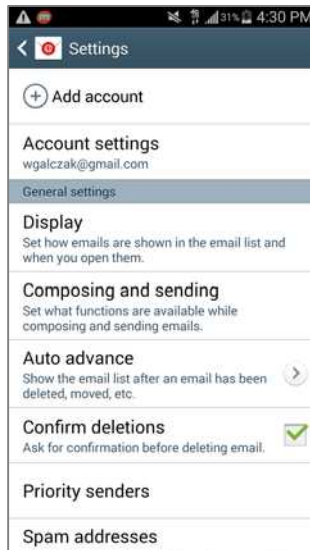 31% 4:30 PM
Settings
Add account
Account settings
wgalczak@gmail.com
General settings
Display
Set how emails are shown in the email list and
when you open them.
Composing and sending
Set what functions are available while
composing and sending emails.
Auto advance
Show the email list after an email has been
deleted, moved, etc.
Confirm deletions
Ask for confirmation before deleting email.
Priority senders
Spam addresses